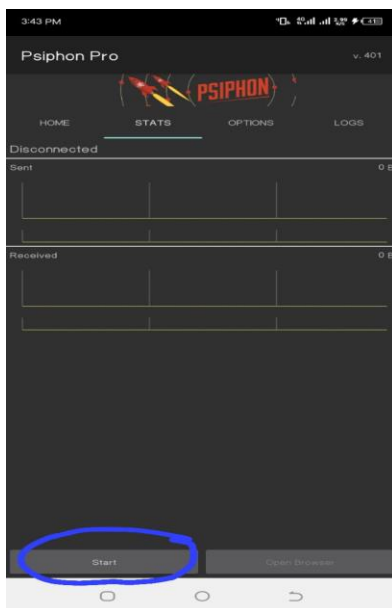 3:43 PM
Psiphon Pro
v. 401
PSIPHON
HOME STATS OPTIONS LOGS
Disconnected
Sent 0 B
Received 0 B
Start Open Browser